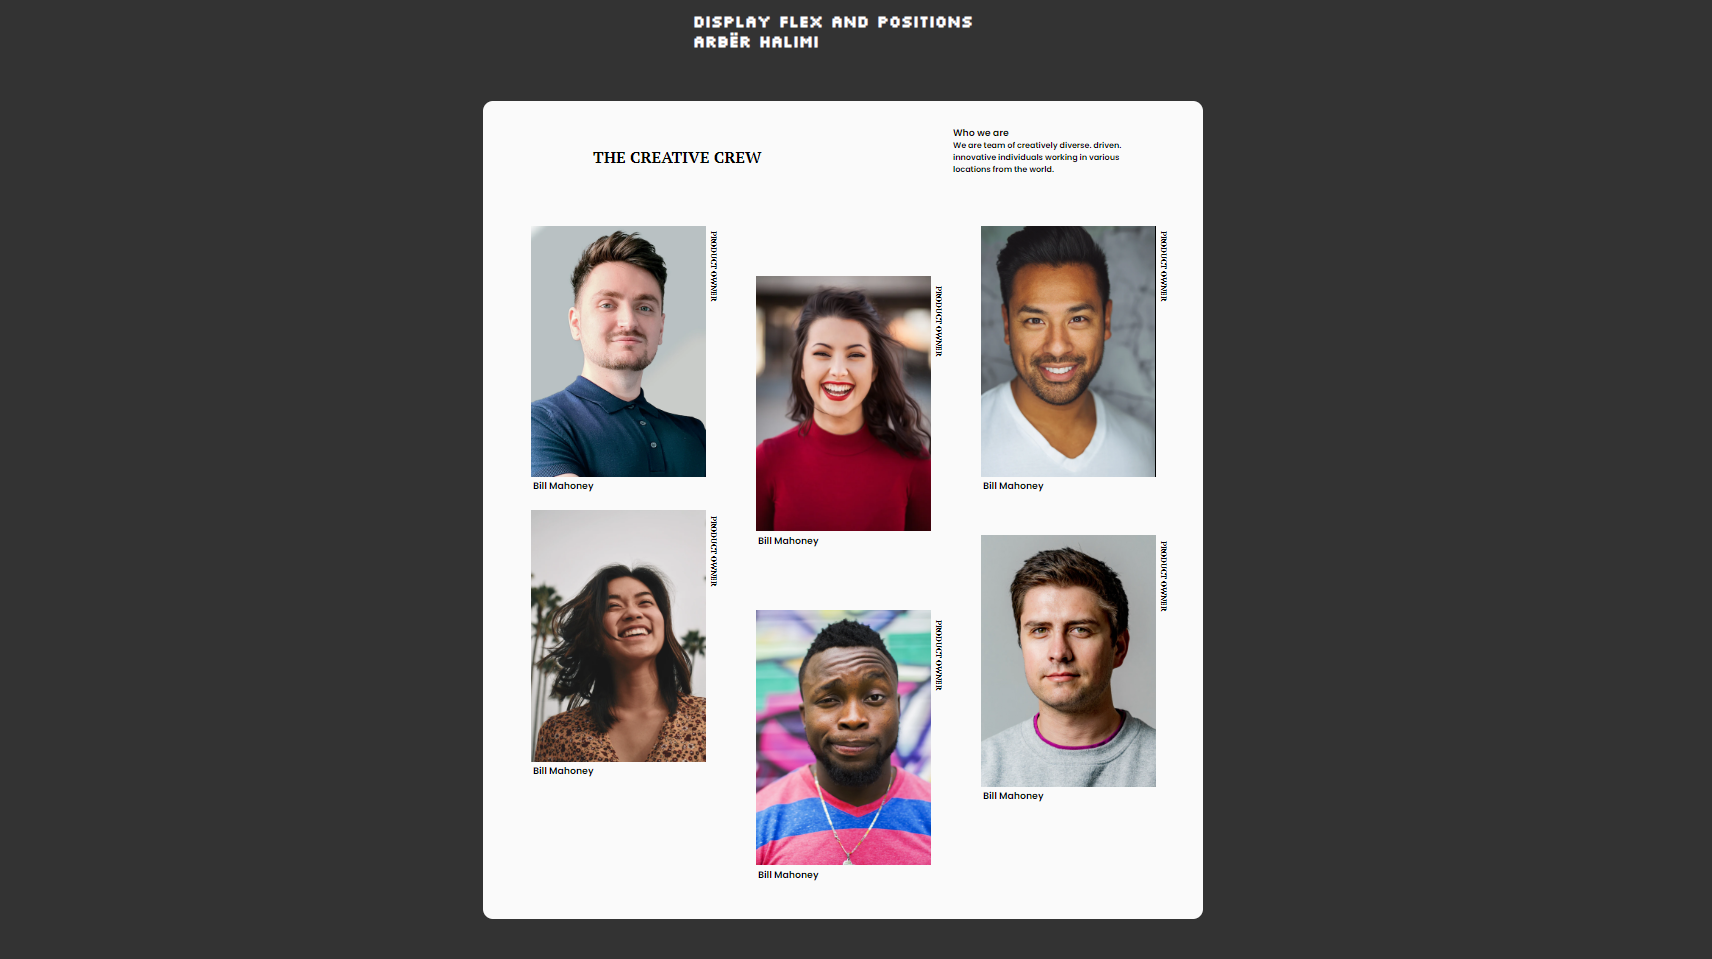 DISPLAY FLEX AND POSITIONS
ARBËR HALIMI
THE CREATIVE CREW
Who we are
We are team of creatively diverse. driven.
innovative individuals working in various
locations from the world.
PRODUCT OWNER
Bill Mahoney
PRODUCT OWNER
Bill Mahoney
PRODUCT OWNER
Bill Mahoney
PRODUCT OWNER
Bill Mahoney
PRODUCT OWNER
Bill Mahoney
PRODUCT OWNER
Bill Mahoney